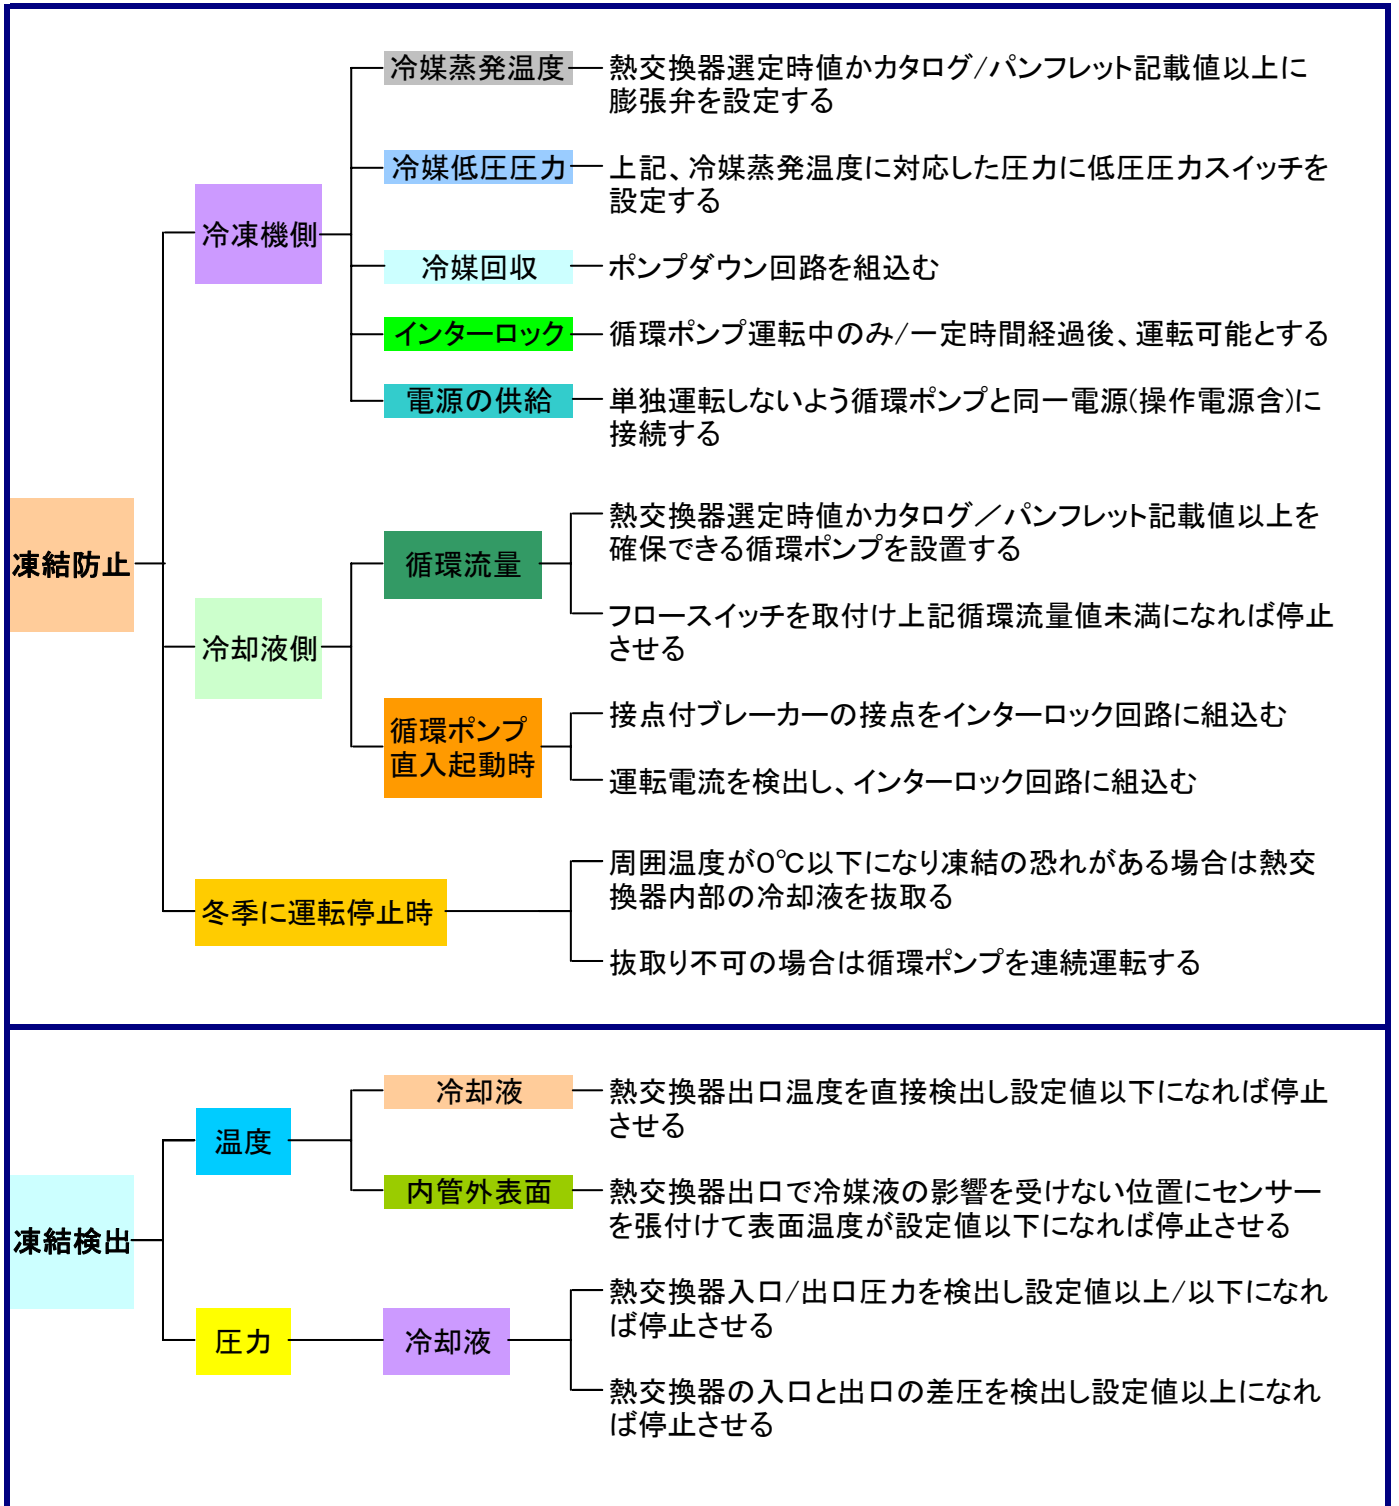 冷媒蒸発温度
熱交換器選定時値かカタログ/パンフレット記載値以上に
膨張弁を設定する
冷媒低圧圧力
上記、冷媒蒸発温度に対応した圧力に低圧圧力スイッチを
設定する
冷凍機側
冷媒回収
ポンプダウン回路を組込む
インターロック
循環ポンプ運転中のみ/一定時間経過後、運転可能とする
電源の供給
単独運転しないよう循環ポンプと同一電源(操作電源含)に
接続する
凍結防止
熱交換器選定時値かカタログ／パンフレット記載値以上を
確保できる循環ポンプを設置する
循環流量
フロースイッチを取付け上記循環流量値未満になれば停止
させる
冷却液側
循環ポンプ
直入起動時
接点付ブレーカーの接点をインターロック回路に組込む
運転電流を検出し、インターロック回路に組込む
周囲温度が0℃以下になり凍結の恐れがある場合は熱交
換器内部の冷却液を抜取る
冬季に運転停止時
抜取り不可の場合は循環ポンプを連続運転する
冷却液
熱交換器出口温度を直接検出し設定値以下になれば停止
させる
温度
内管外表面
熱交換器出口で冷媒液の影響を受けない位置にセンサー
を張付けて表面温度が設定値以下になれば停止させる
凍結検出
熱交換器入口/出口圧力を検出し設定値以上/以下になれ
ば停止させる
圧力
冷却液
熱交換器の入口と出口の差圧を検出し設定値以上になれ
ば停止させる